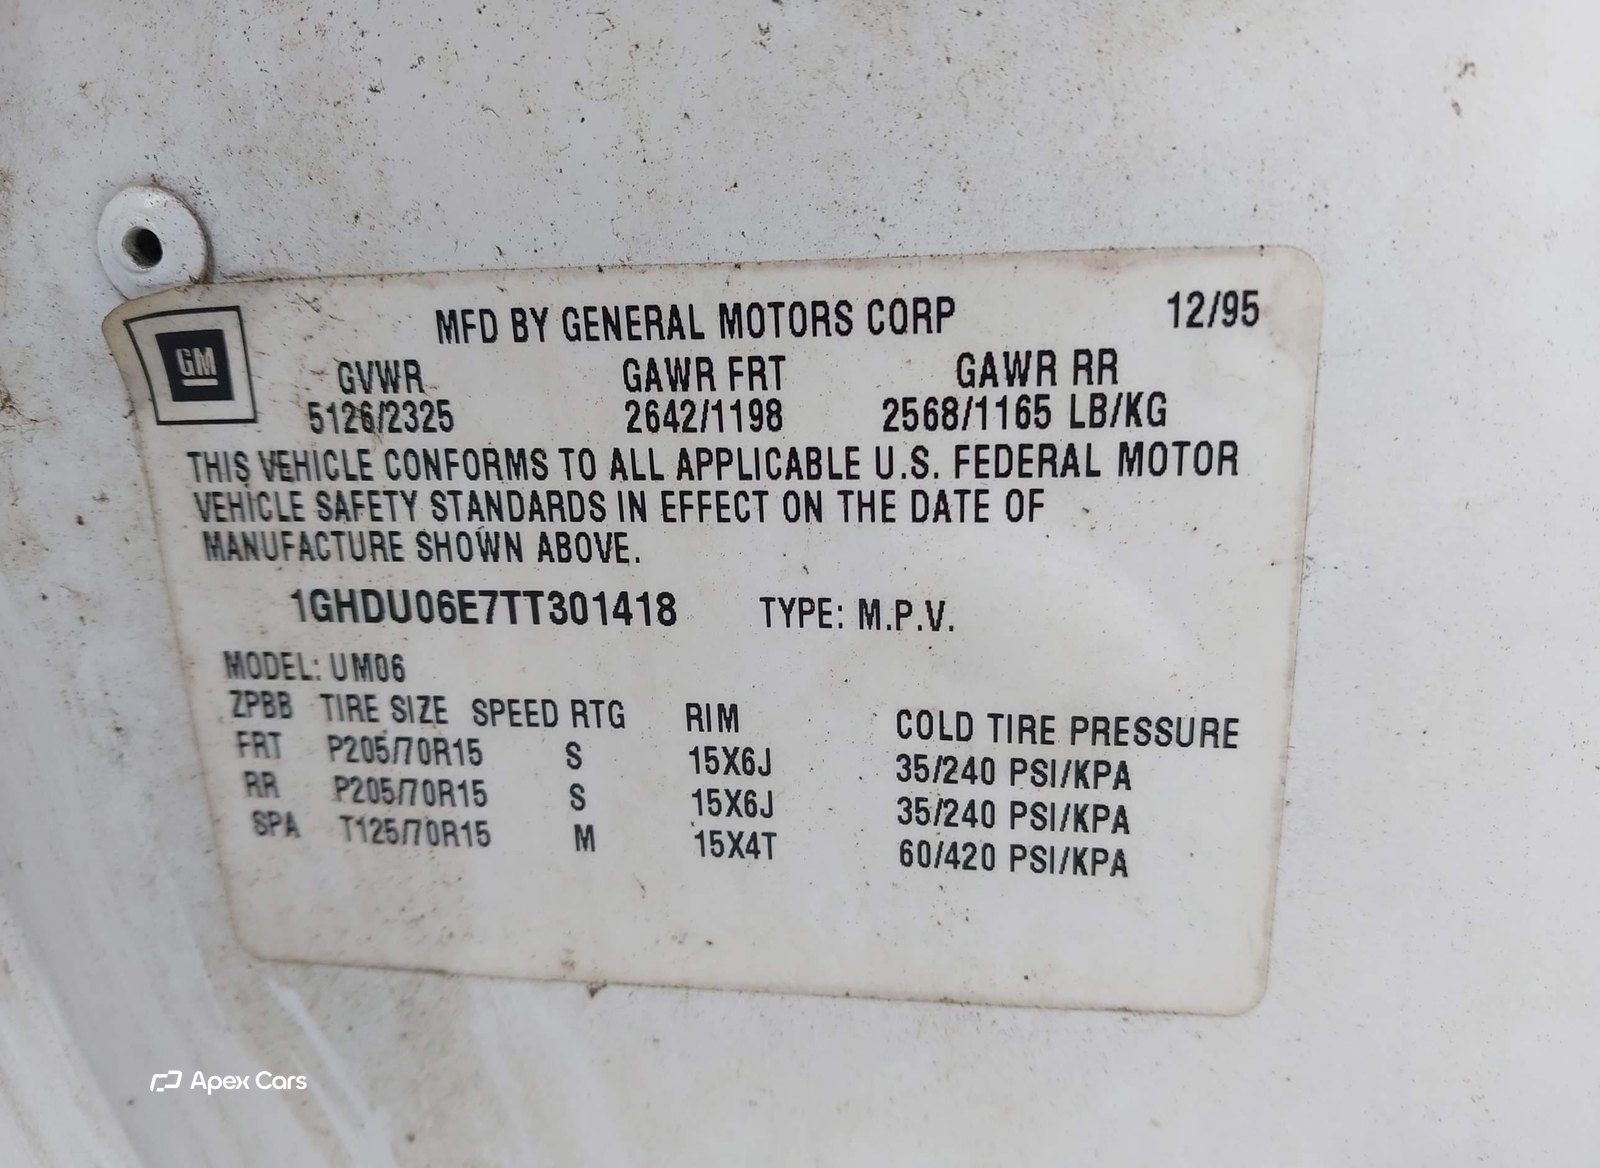 MFD BY GENERAL MOTORS CORP 12/95
GM
GVWR GAWR FRT GAWR RR
5126/2325 2642/1198 2568/1165 LB/KG
THIS VEHICLE CONFORMS TO ALL APPLICABLE U.S. FEDERAL MOTOR
VEHICLE SAFETY STANDARDS IN EFFECT ON THE DATE OF
MANUFACTURE SHOWN ABOVE.
1GHDU06E7TT301418 TYPE: M.P.V.
MODEL: UM06
ZPBB TIRE SIZE SPEED RTG RIM COLD TIRE PRESSURE
FRT P205/70R15 S 15X6J 35/240 PSI/KPA
RR P205/70R15 S 15X6J 35/240 PSI/KPA
SPA T125/70R15 M 15X4T 60/420 PSI/KPA
Apex Cars